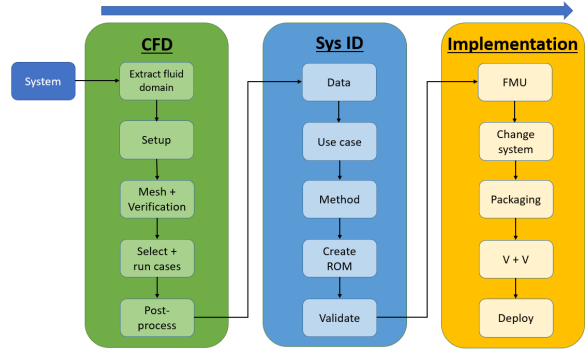 System
CFD
Extract fluid
domain
Setup
Mesh +
Verification
Select +
run cases
Post-
process
Sys ID
Data
Use case
Method
Create
ROM
Validate
Implementation
FMU
Change
system
Packaging
V + V
Deploy